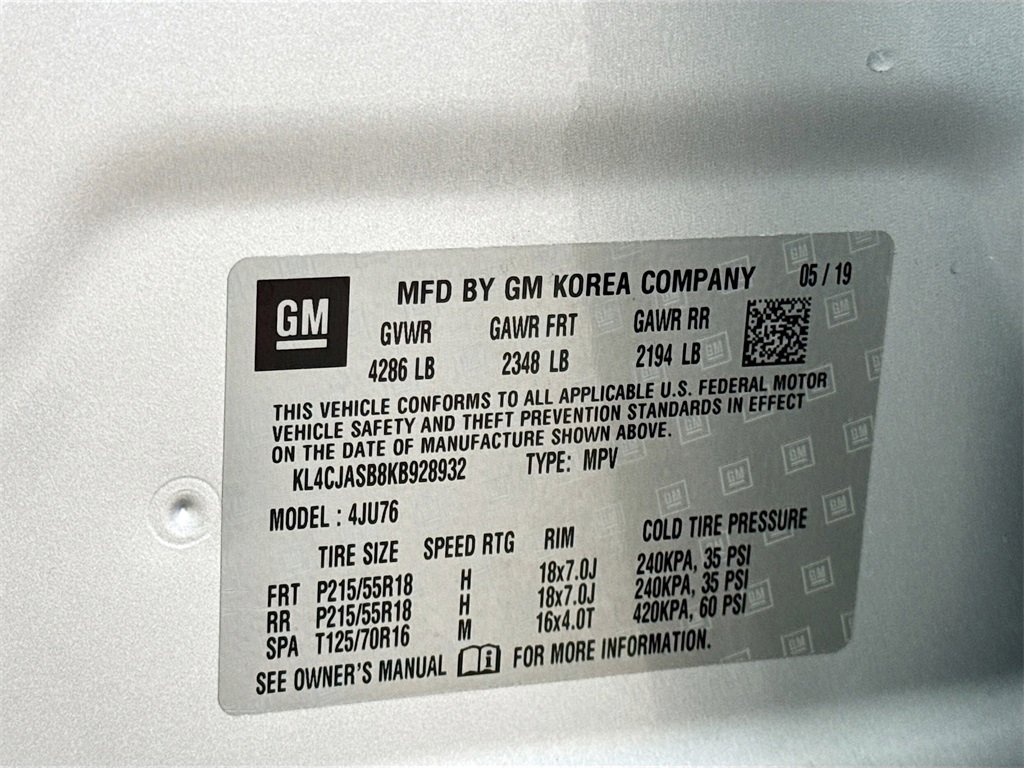 GM
MFD BY GM KOREA COMPANY 05 / 19
GVWR GAWR FRT GAWR RR
4286 LB 2348 LB 2194 LB
THIS VEHICLE CONFORMS TO ALL APPLICABLE U.S. FEDERAL MOTOR
VEHICLE SAFETY AND THEFT PREVENTION STANDARDS IN EFFECT
ON THE DATE OF MANUFACTURE SHOWN ABOVE.
KL4CJASB8KB928932 TYPE: MPV
MODEL : 4JU76
TIRE SIZE SPEED RTG RIM COLD TIRE PRESSURE
FRT P215/55R18 H 18x7.0J 240KPA, 35 PSI
RR P215/55R18 H 18x7.0J 240KPA, 35 PSI
SPA T125/70R16 M 16x4.0T 420KPA, 60 PSI
SEE OWNER'S MANUAL FOR MORE INFORMATION.